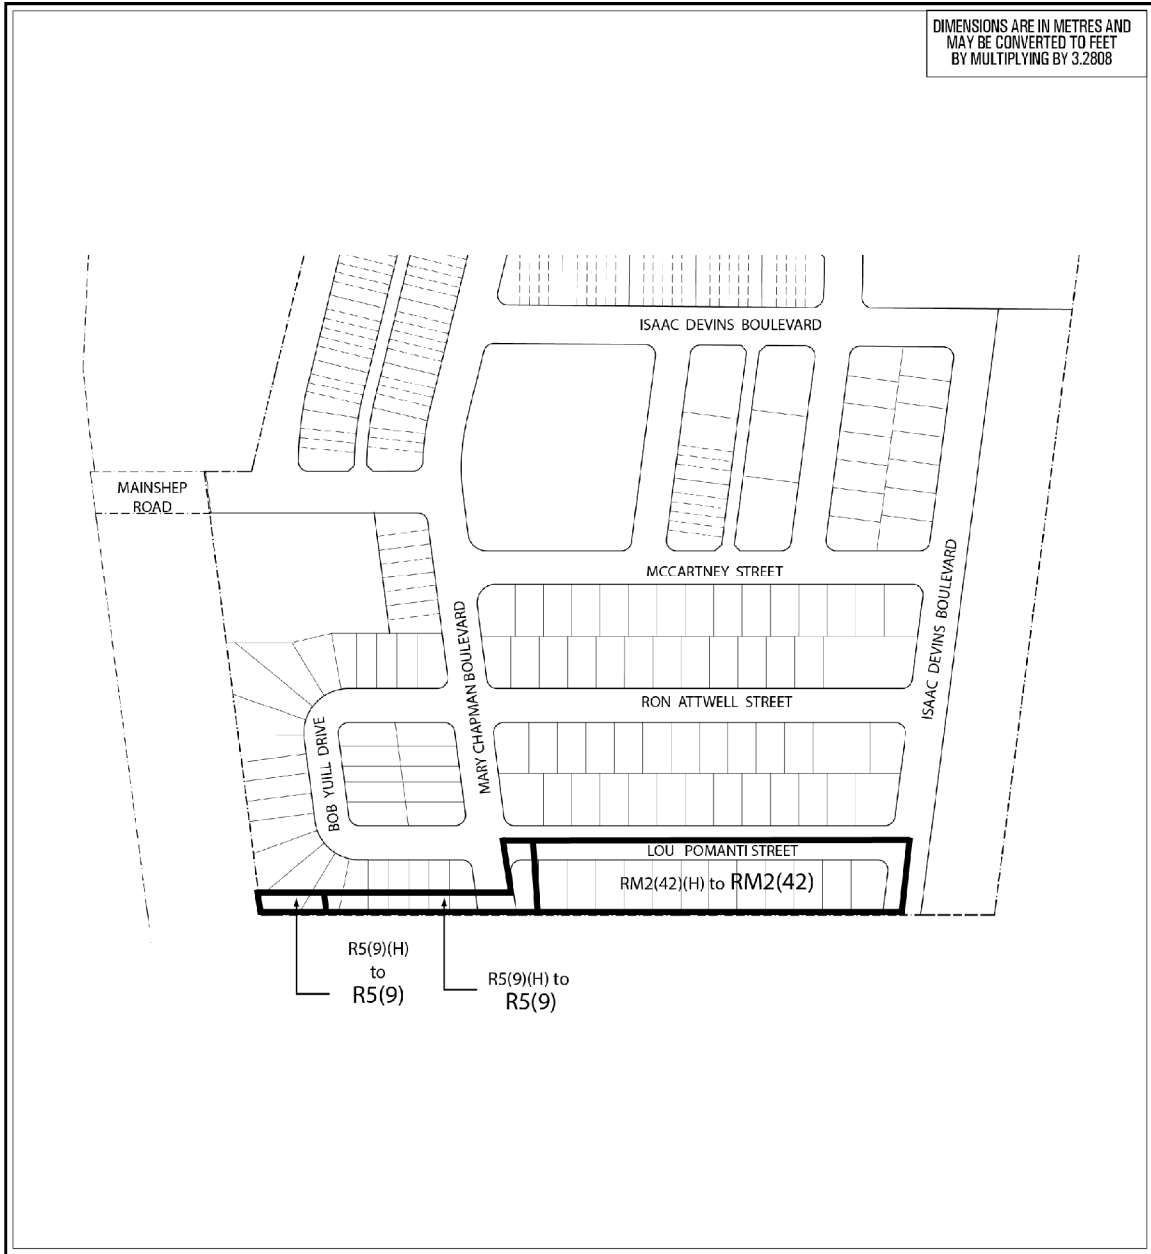 DIMENSIONS ARE IN METRES AND
MAY BE CONVERTED TO FEET
BY MULTIPLYING BY 3.2808
ISAAC DEVINS BOULEVARD
MAINSHEP
ROAD
MCCARTNEY STREET
ISAAC DEVINS BOULEVARD
MARY CHAPMAN BOULEVARD
RON ATTWELL STREET
BOB YUILL DRIVE
LOU POMANTI STREET
RM2(42)(H) to RM2(42)
R5(9)(H)
to
R5(9)
R5(9)(H) to
R5(9)